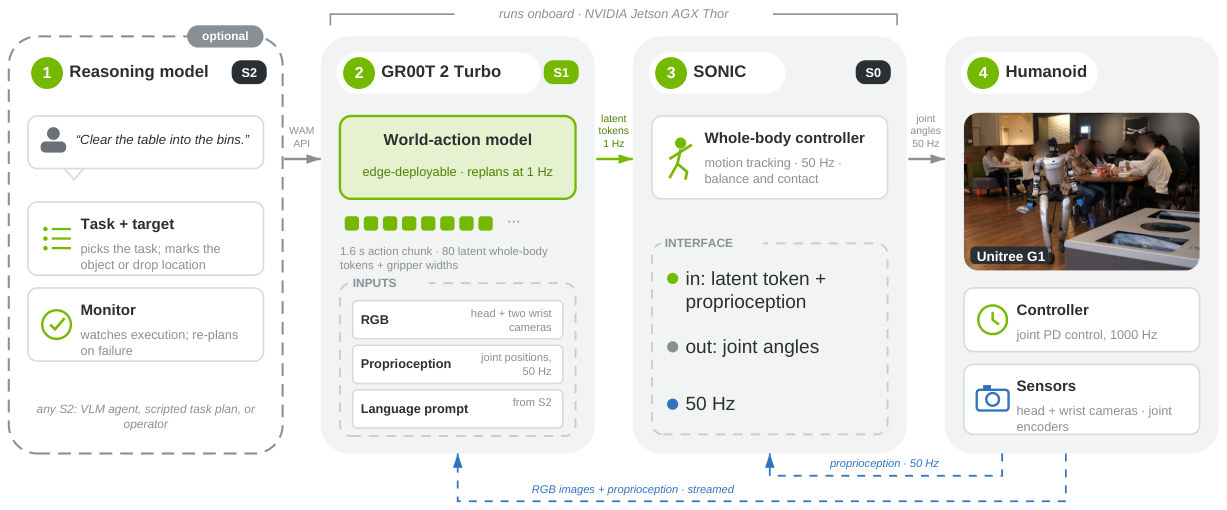 runs onboard · NVIDIA Jetson AGX Thor
optional
1 Reasoning model S2
“Clear the table into the bins.”
Task + target
picks the task; marks the
object or drop location
Monitor
watches execution; re-plans
on failure
any S2: VLM agent, scripted task plan, or
operator
WAM
API
2 GR00T 2 Turbo S1
World-action model
edge-deployable · replans at 1 Hz
...
1.6 s action chunk · 80 latent whole-body
tokens + gripper widths
INPUTS
RGB head + two wrist
cameras
Proprioception joint positions,
50 Hz
Language prompt from S2
latent
tokens
1 Hz
3 SONIC S0
Whole-body controller
motion tracking · 50 Hz ·
balance and contact
INTERFACE
in: latent token +
proprioception
out: joint angles
50 Hz
joint
angles
50 Hz
4 Humanoid
Unitree G1
Controller
joint PD control, 1000 Hz
Sensors
head + wrist cameras · joint
encoders
proprioception · 50 Hz
RGB images + proprioception · streamed